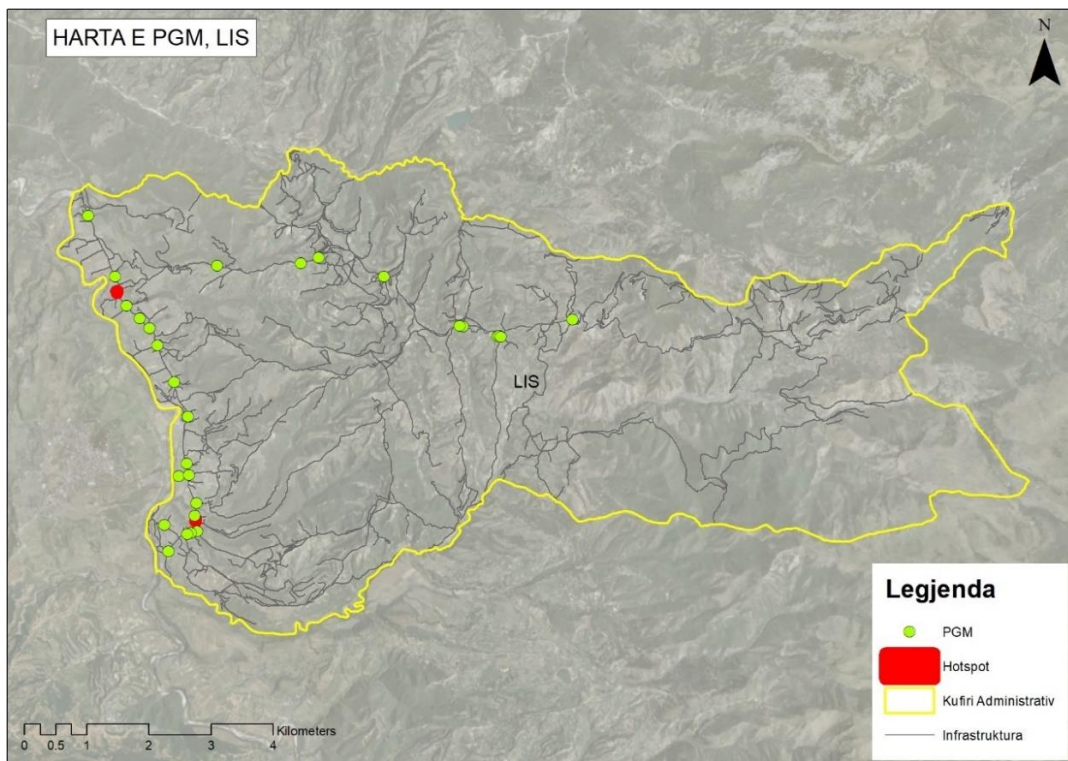 HARTA E PGM, LIS
N
LIS
Legjenda
PGM
Hotspot
Kufiri Administrativ
Infrastruktura
Kilometers
0 0.5 1 2 3 4